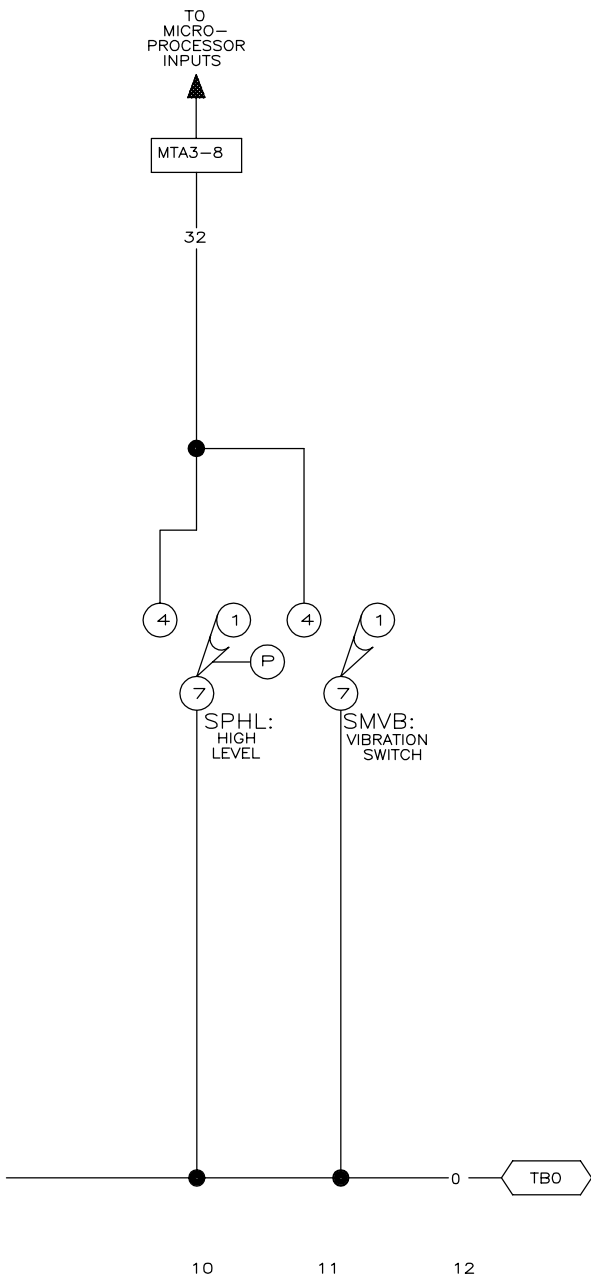 TO
MICRO-
PROCESSOR
INPUTS
MTA3-8
32
4 1 4 1
P
7 7
SPHL: SMVB:
HIGH VIBRATION
LEVEL SWITCH
0 TB0
10 11 12